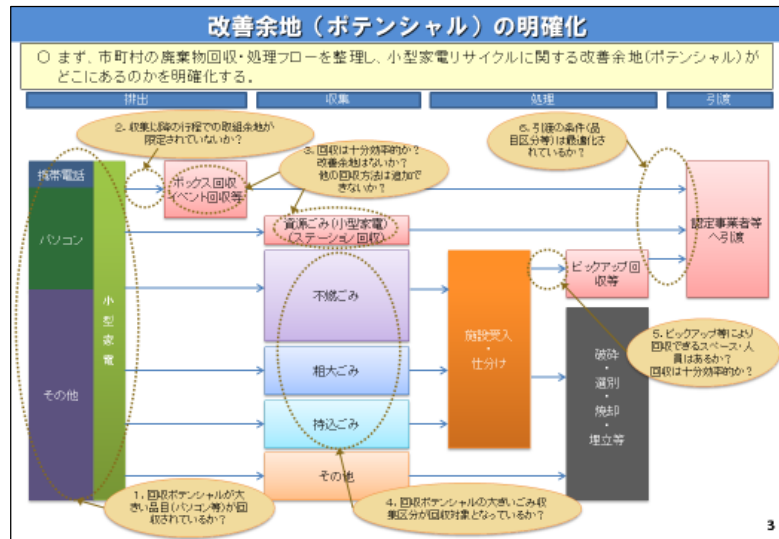 改善余地（ポテンシャル）の明確化
○ まず、市町村の廃棄物回収・処理フローを整理し、小型家電リサイクルに関する改善余地(ポテンシャル)が
どこにあるのかを明確化する。
排出
収集
処理
引渡
2. 収集以降の行程での取組余地が
限定されていないか？
3. 回収は十分効率的か？
改善余地はないか？
他の回収方法は追加で
きないか？
6. 引渡の条件(品
目区分等)は最適化さ
れているか？
携帯電話
パソコン
その他
小型家電
ボックス回収
イベント回収等
資源ごみ(小型家電)
(ステーション回収)
不燃ごみ
粗大ごみ
持込ごみ
その他
施設受入
・
仕分け
ピックアップ回
収等
破砕
・
選別
・
焼却
・
埋立等
認定事業者等
へ引渡
5. ピックアップ等により
回収できるスペース・人
員はあるか？
回収は十分効率的か？
1. 回収ポテンシャルが大
きい品目(パソコン等)が回
収されているか？
4. 回収ポテンシャルの大きいごみ収
集区分が回収対象となっているか？
3